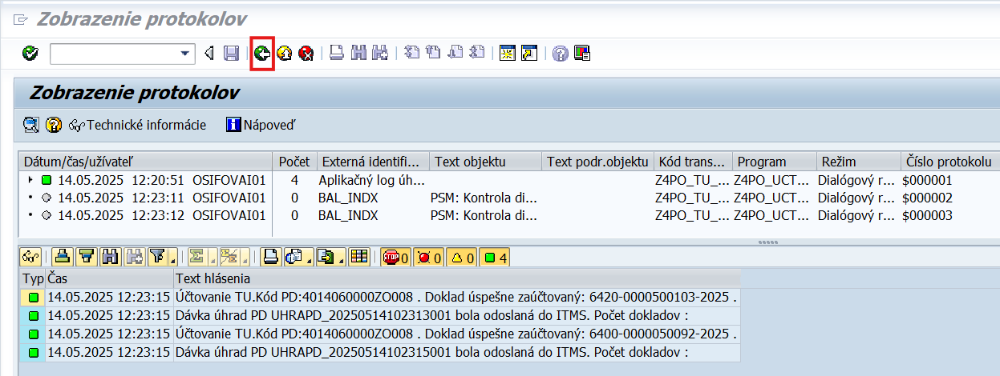 Zobrazenie protokolov
Zobrazenie protokolov
Technické informácie Nápoveď
Dátum/čas/užívateľ Počet Externá identifi... Text objektu Text podr.objektu Kód trans... Program Režim Číslo protokolu
14.05.2025 12:20:51 OSIFOVAI01 4 Aplikačný log úh... Z4PO_TU_... Z4PO_UCT... Dialógový r... $000001
14.05.2025 12:23:11 OSIFOVAI01 0 BAL_INDX PSM: Kontrola di... Z4PO_TU_... Z4PO_UCT... Dialógový r... $000002
14.05.2025 12:23:12 OSIFOVAI01 0 BAL_INDX PSM: Kontrola di... Z4PO_TU_... Z4PO_UCT... Dialógový r... $000003
STOP 0 0 0 4
Typ Čas Text hlásenia
14.05.2025 12:23:15 Účtovanie TU.Kód PD:4014060000ZO008 . Doklad úspešne zaúčtovaný: 6420-0000500103-2025 .
14.05.2025 12:23:15 Dávka úhrad PD UHRAPD_20250514102313001 bola odoslaná do ITMS. Počet dokladov :
14.05.2025 12:23:15 Účtovanie TU.Kód PD:4014060000ZO008 . Doklad úspešne zaúčtovaný: 6400-0000050092-2025 .
14.05.2025 12:23:15 Dávka úhrad PD UHRAPD_20250514102315001 bola odoslaná do ITMS. Počet dokladov :